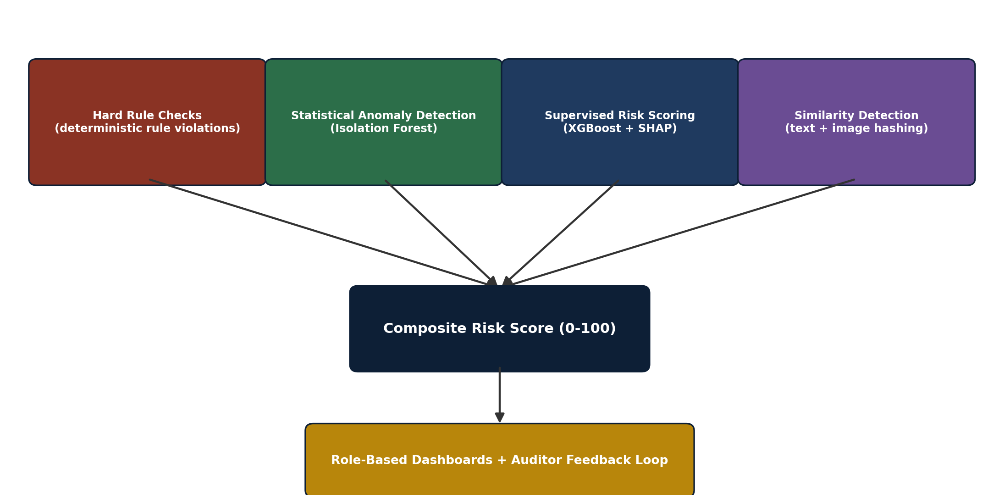 Hard Rule Checks
(deterministic rule violations)
Statistical Anomaly Detection
(Isolation Forest)
Supervised Risk Scoring
(XGBoost + SHAP)
Similarity Detection
(text + image hashing)
Composite Risk Score (0-100)
Role-Based Dashboards + Auditor Feedback Loop